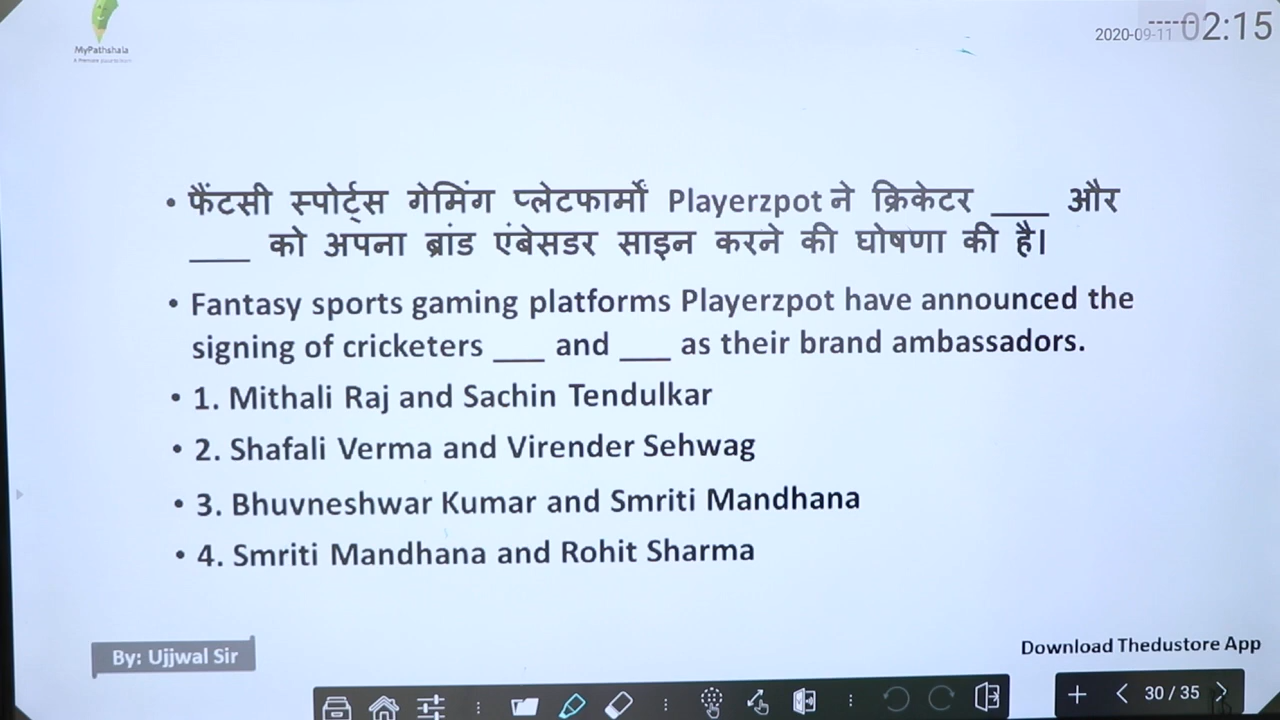 MyPathshala
2020-09-11 02:15
• फैंटसी स्पोर्ट्स गेमिंग प्लेटफार्मों Playerzpot ने क्रिकेटर ___ और
___ को अपना ब्रांड एंबेसडर साइन करने की घोषणा की है।
• Fantasy sports gaming platforms Playerzpot have announced the
signing of cricketers ___ and ___ as their brand ambassadors.
• 1. Mithali Raj and Sachin Tendulkar
• 2. Shafali Verma and Virender Sehwag
• 3. Bhuvneshwar Kumar and Smriti Mandhana
• 4. Smriti Mandhana and Rohit Sharma
By: Ujjwal Sir
Download Thedustore App
30 / 35